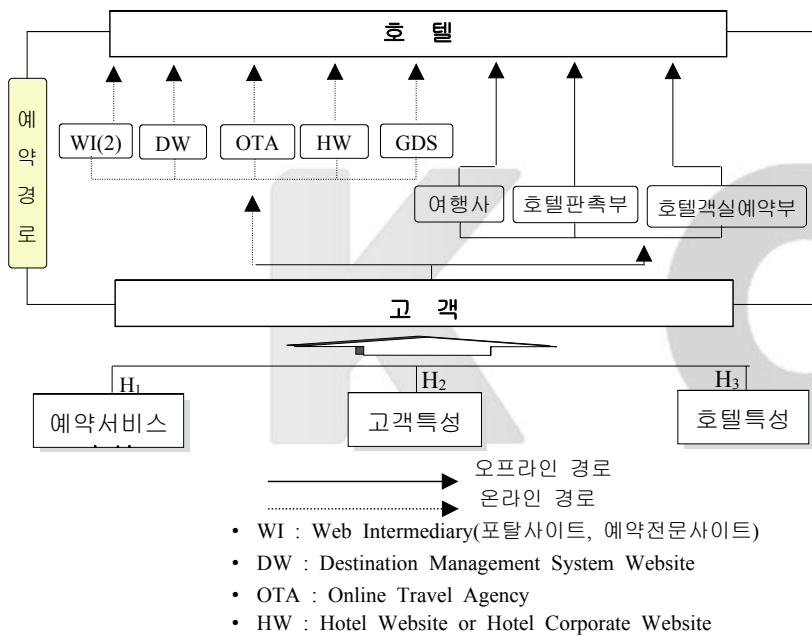 호 텔
예
약
경
로
WI(2) DW OTA HW GDS
여행사 호텔판촉부 호텔객실예약부
고 객
H1 H2 H3
예약서비스 고객특성 호텔특성
오프라인 경로
온라인 경로
• WI : Web Intermediary(포탈사이트, 예약전문사이트)
• DW : Destination Management System Website
• OTA : Online Travel Agency
• HW : Hotel Website or Hotel Corporate Website